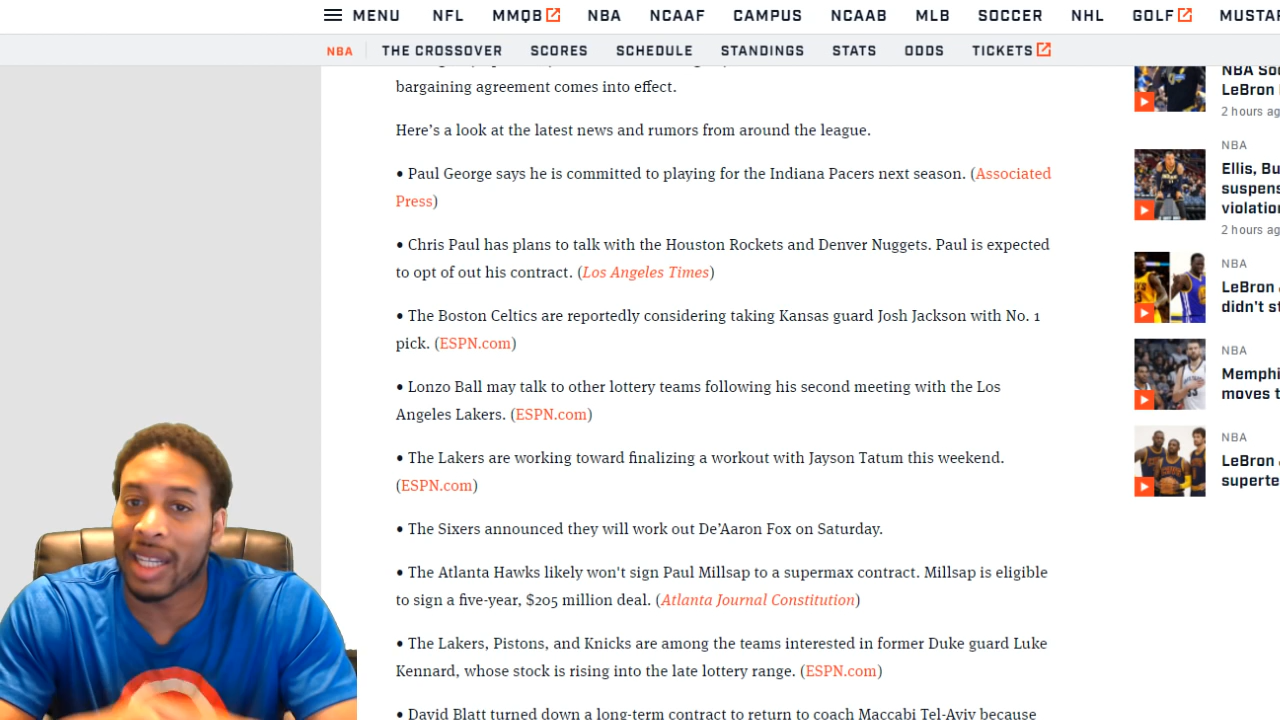 MENU NFL MMQB NBA NCAAF CAMPUS NCAAB MLB SOCCER NHL GOLF
NBA THE CROSSOVER SCORES SCHEDULE STANDINGS STATS ODDS TICKETS
bargaining agreement comes into effect.
Here's a look at the latest news and rumors from around the league.
• Paul George says he is committed to playing for the Indiana Pacers next season. (Associated
Press)
• Chris Paul has plans to talk with the Houston Rockets and Denver Nuggets. Paul is expected
to opt of out his contract. (Los Angeles Times)
• The Boston Celtics are reportedly considering taking Kansas guard Josh Jackson with No. 1
pick. (ESPN.com)
• Lonzo Ball may talk to other lottery teams following his second meeting with the Los
Angeles Lakers. (ESPN.com)
• The Lakers are working toward finalizing a workout with Jayson Tatum this weekend.
(ESPN.com)
• The Sixers announced they will work out De'Aaron Fox on Saturday.
• The Atlanta Hawks likely won't sign Paul Millsap to a supermax contract. Millsap is eligible
to sign a five-year, $205 million deal. (Atlanta Journal Constitution)
• The Lakers, Pistons, and Knicks are among the teams interested in former Duke guard Luke
Kennard, whose stock is rising into the late lottery range. (ESPN.com)
• David Blatt turned down a long-term contract to return to coach Maccabi Tel-Aviv because
NBA
LeBron
2 hours
NBA
Ellis,
2 hours
NBA
LeBron
didn't
NBA
moves
NBA
LeBron